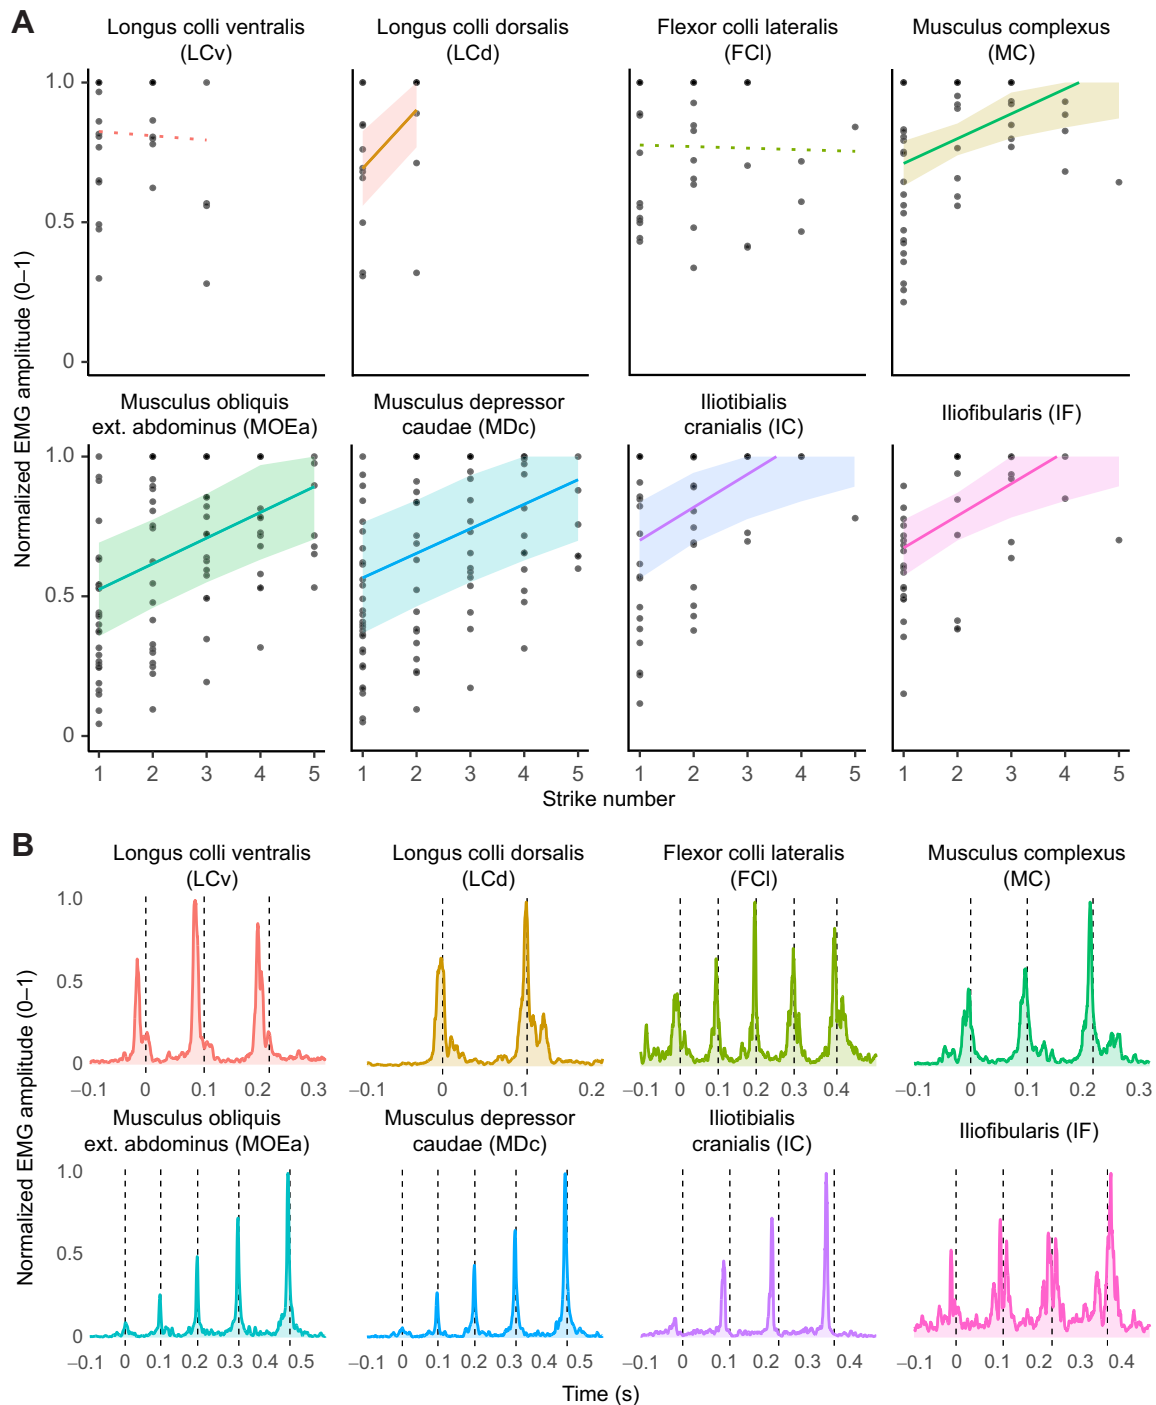 A
Longus colli ventralis
(LCv)
Longus colli dorsalis
(LCd)
Flexor colli lateralis
(FCl)
Musculus complexus
(MC)
Normalized EMG amplitude (0–1)
1.0
0.5
0
Musculus obliquis
ext. abdominus (MOEa)
Musculus depressor
caudae (MDc)
Iliotibialis
cranialis (IC)
Iliofibularis (IF)
1.0
0.5
0
1 2 3 4 5
1 2 3 4 5
1 2 3 4 5
1 2 3 4 5
Strike number
B
Longus colli ventralis
(LCv)
Longus colli dorsalis
(LCd)
Flexor colli lateralis
(FCl)
Musculus complexus
(MC)
Normalized EMG amplitude (0–1)
1.0
0.5
0
–0.1 0 0.1 0.2 0.3
–0.1 0 0.1 0.2
–0.1 0 0.1 0.2 0.3 0.4
–0.1 0 0.1 0.2 0.3
Musculus obliquis
ext. abdominus (MOEa)
Musculus depressor
caudae (MDc)
Iliotibialis
cranialis (IC)
Iliofibularis (IF)
1.0
0.5
0
–0.1 0 0.1 0.2 0.3 0.4 0.5
–0.1 0 0.1 0.2 0.3 0.4 0.5
–0.1 0 0.1 0.2 0.3 0.4
–0.1 0 0.1 0.2 0.3 0.4
Time (s)